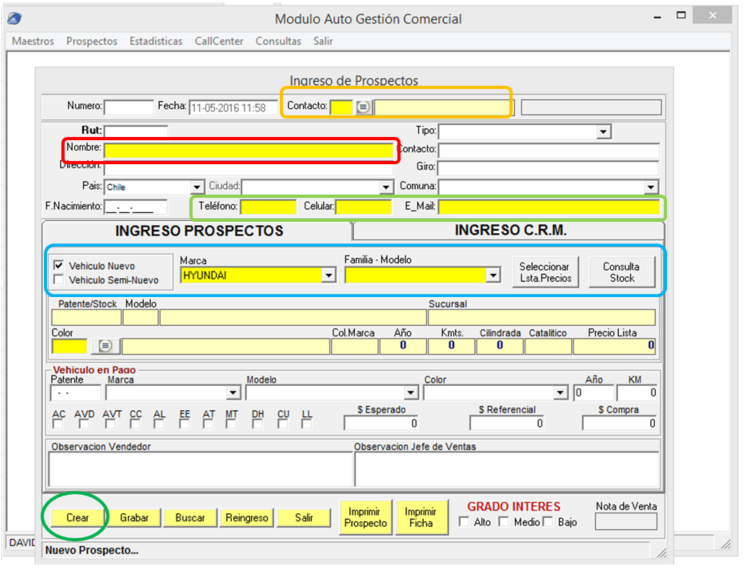 Modulo Auto Gestión Comercial
Maestros Prospectos Estadisticas CallCenter Consultas Salir
Ingreso de Prospectos
Numero: Fecha: 11-05-2016 11:58 Contacto:
Rut: Tipo:
Nombre: Contacto:
Dirección: Giro:
Pais: Chile Ciudad: Comuna:
F.Nacimiento: _._.____ Teléfono: Celular: E_Mail:
INGRESO PROSPECTOS INGRESO C.R.M.
Vehiculo Nuevo Marca Familia - Modelo Seleccionar Lsta.Precios Consulta Stock
Vehiculo Semi-Nuevo HYUNDAI
Patente/Stock Modelo Sucursal
Color Col.Marca Año Kmts. Cilindrada Catalitico Precio Lista
0 0 0 0
Vehiculo en Pago
Patente Marca Modelo Color Año KM
. . 0 0
AC AVD AVT CC AL EE AT MT DH CU LL $ Esperado $ Referencial $ Compra
0 0 0
Observacion Vendedor Observacion Jefe de Ventas
Crear Grabar Buscar Reingreso Salir Imprimir Prospecto Imprimir Ficha GRADO INTERES Nota de Venta
Alto Medio Bajo
DAVID
Nuevo Prospecto...